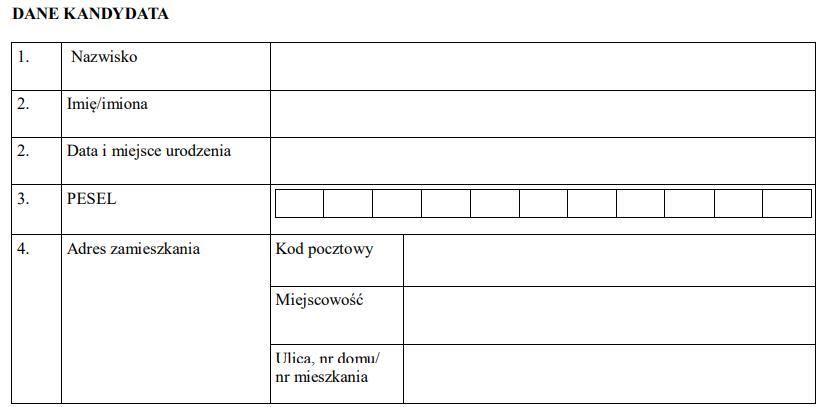 DANE KANDYDATA
1. Nazwisko
2. Imię/imiona
2. Data i miejsce urodzenia
3. PESEL
4. Adres zamieszkania Kod pocztowy
Miejscowość
Ulica, nr domu/
nr mieszkania